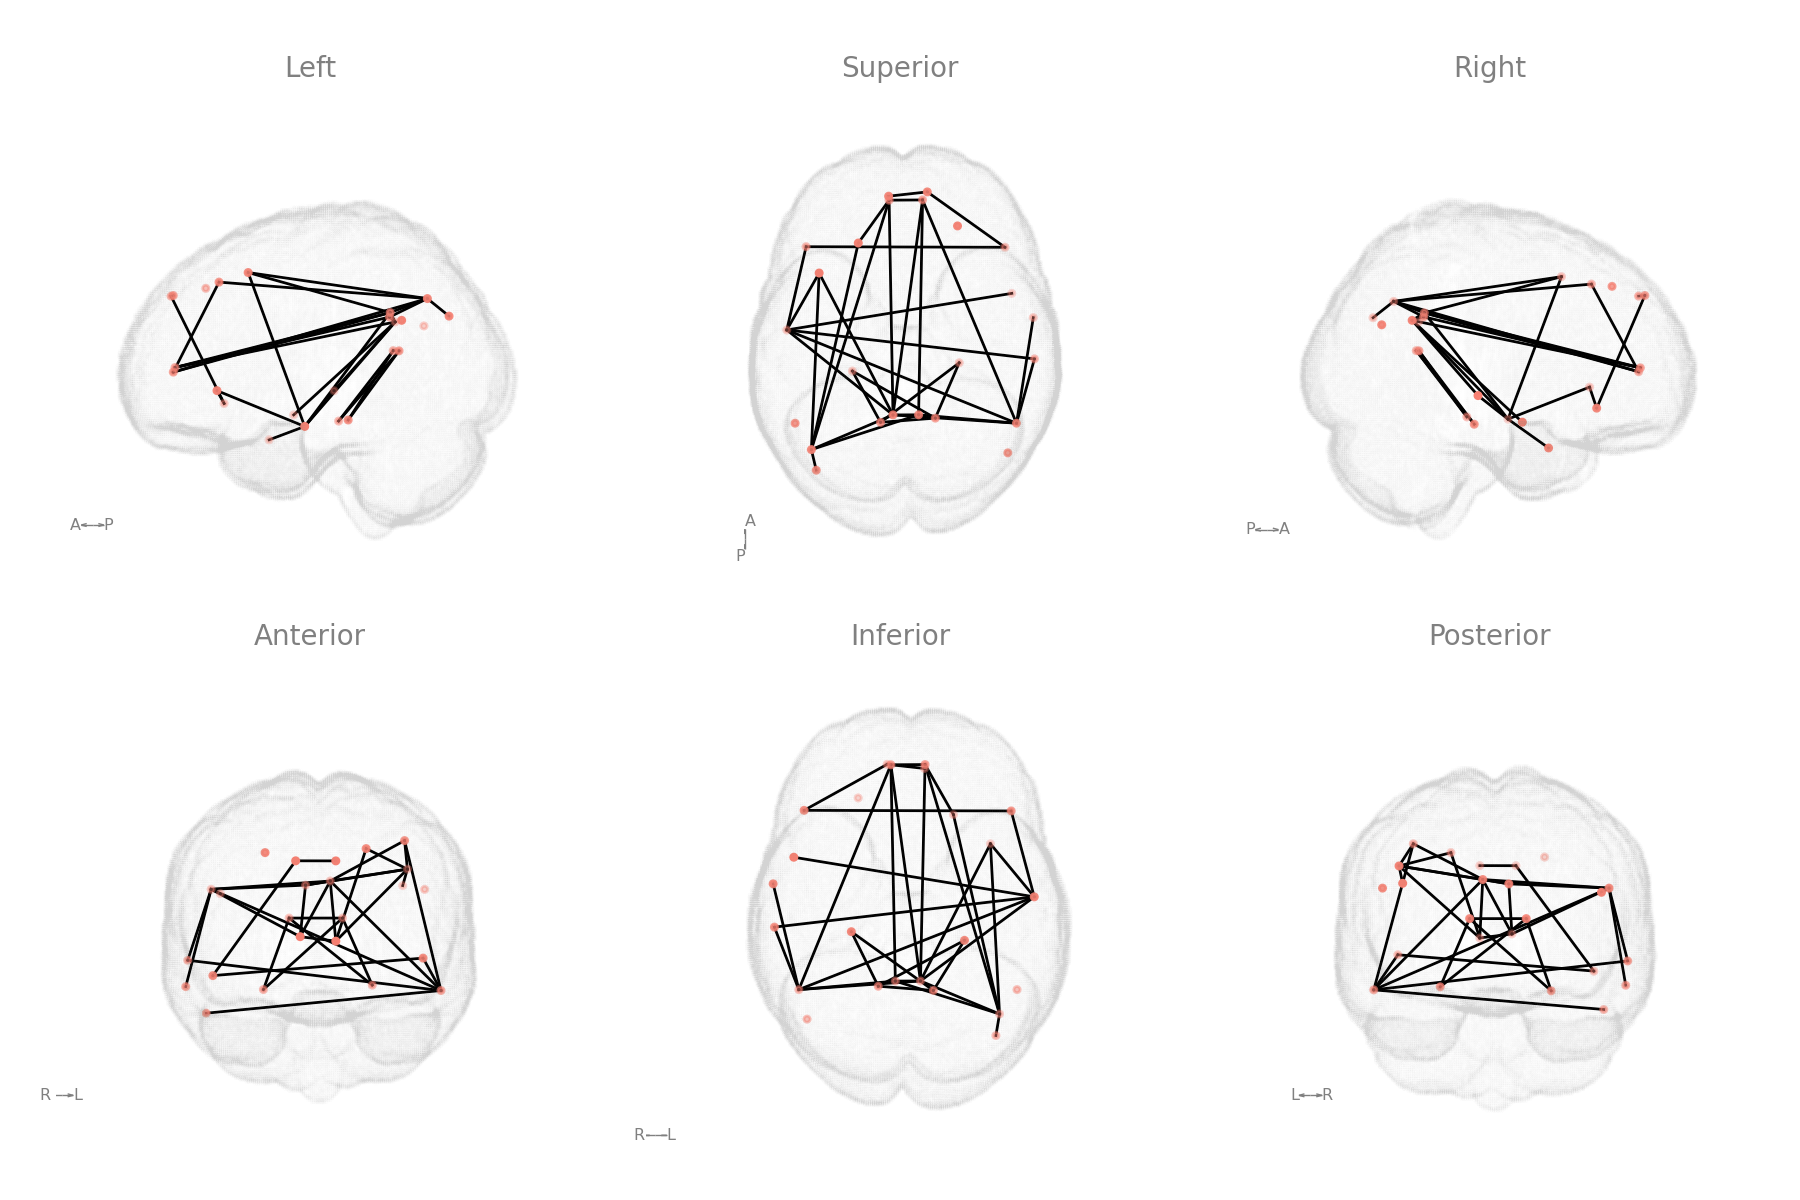 Left
Superior
Right
A↔P
A
P
P↔A
Anterior
Inferior
Posterior
R→L
R—L
L↔R